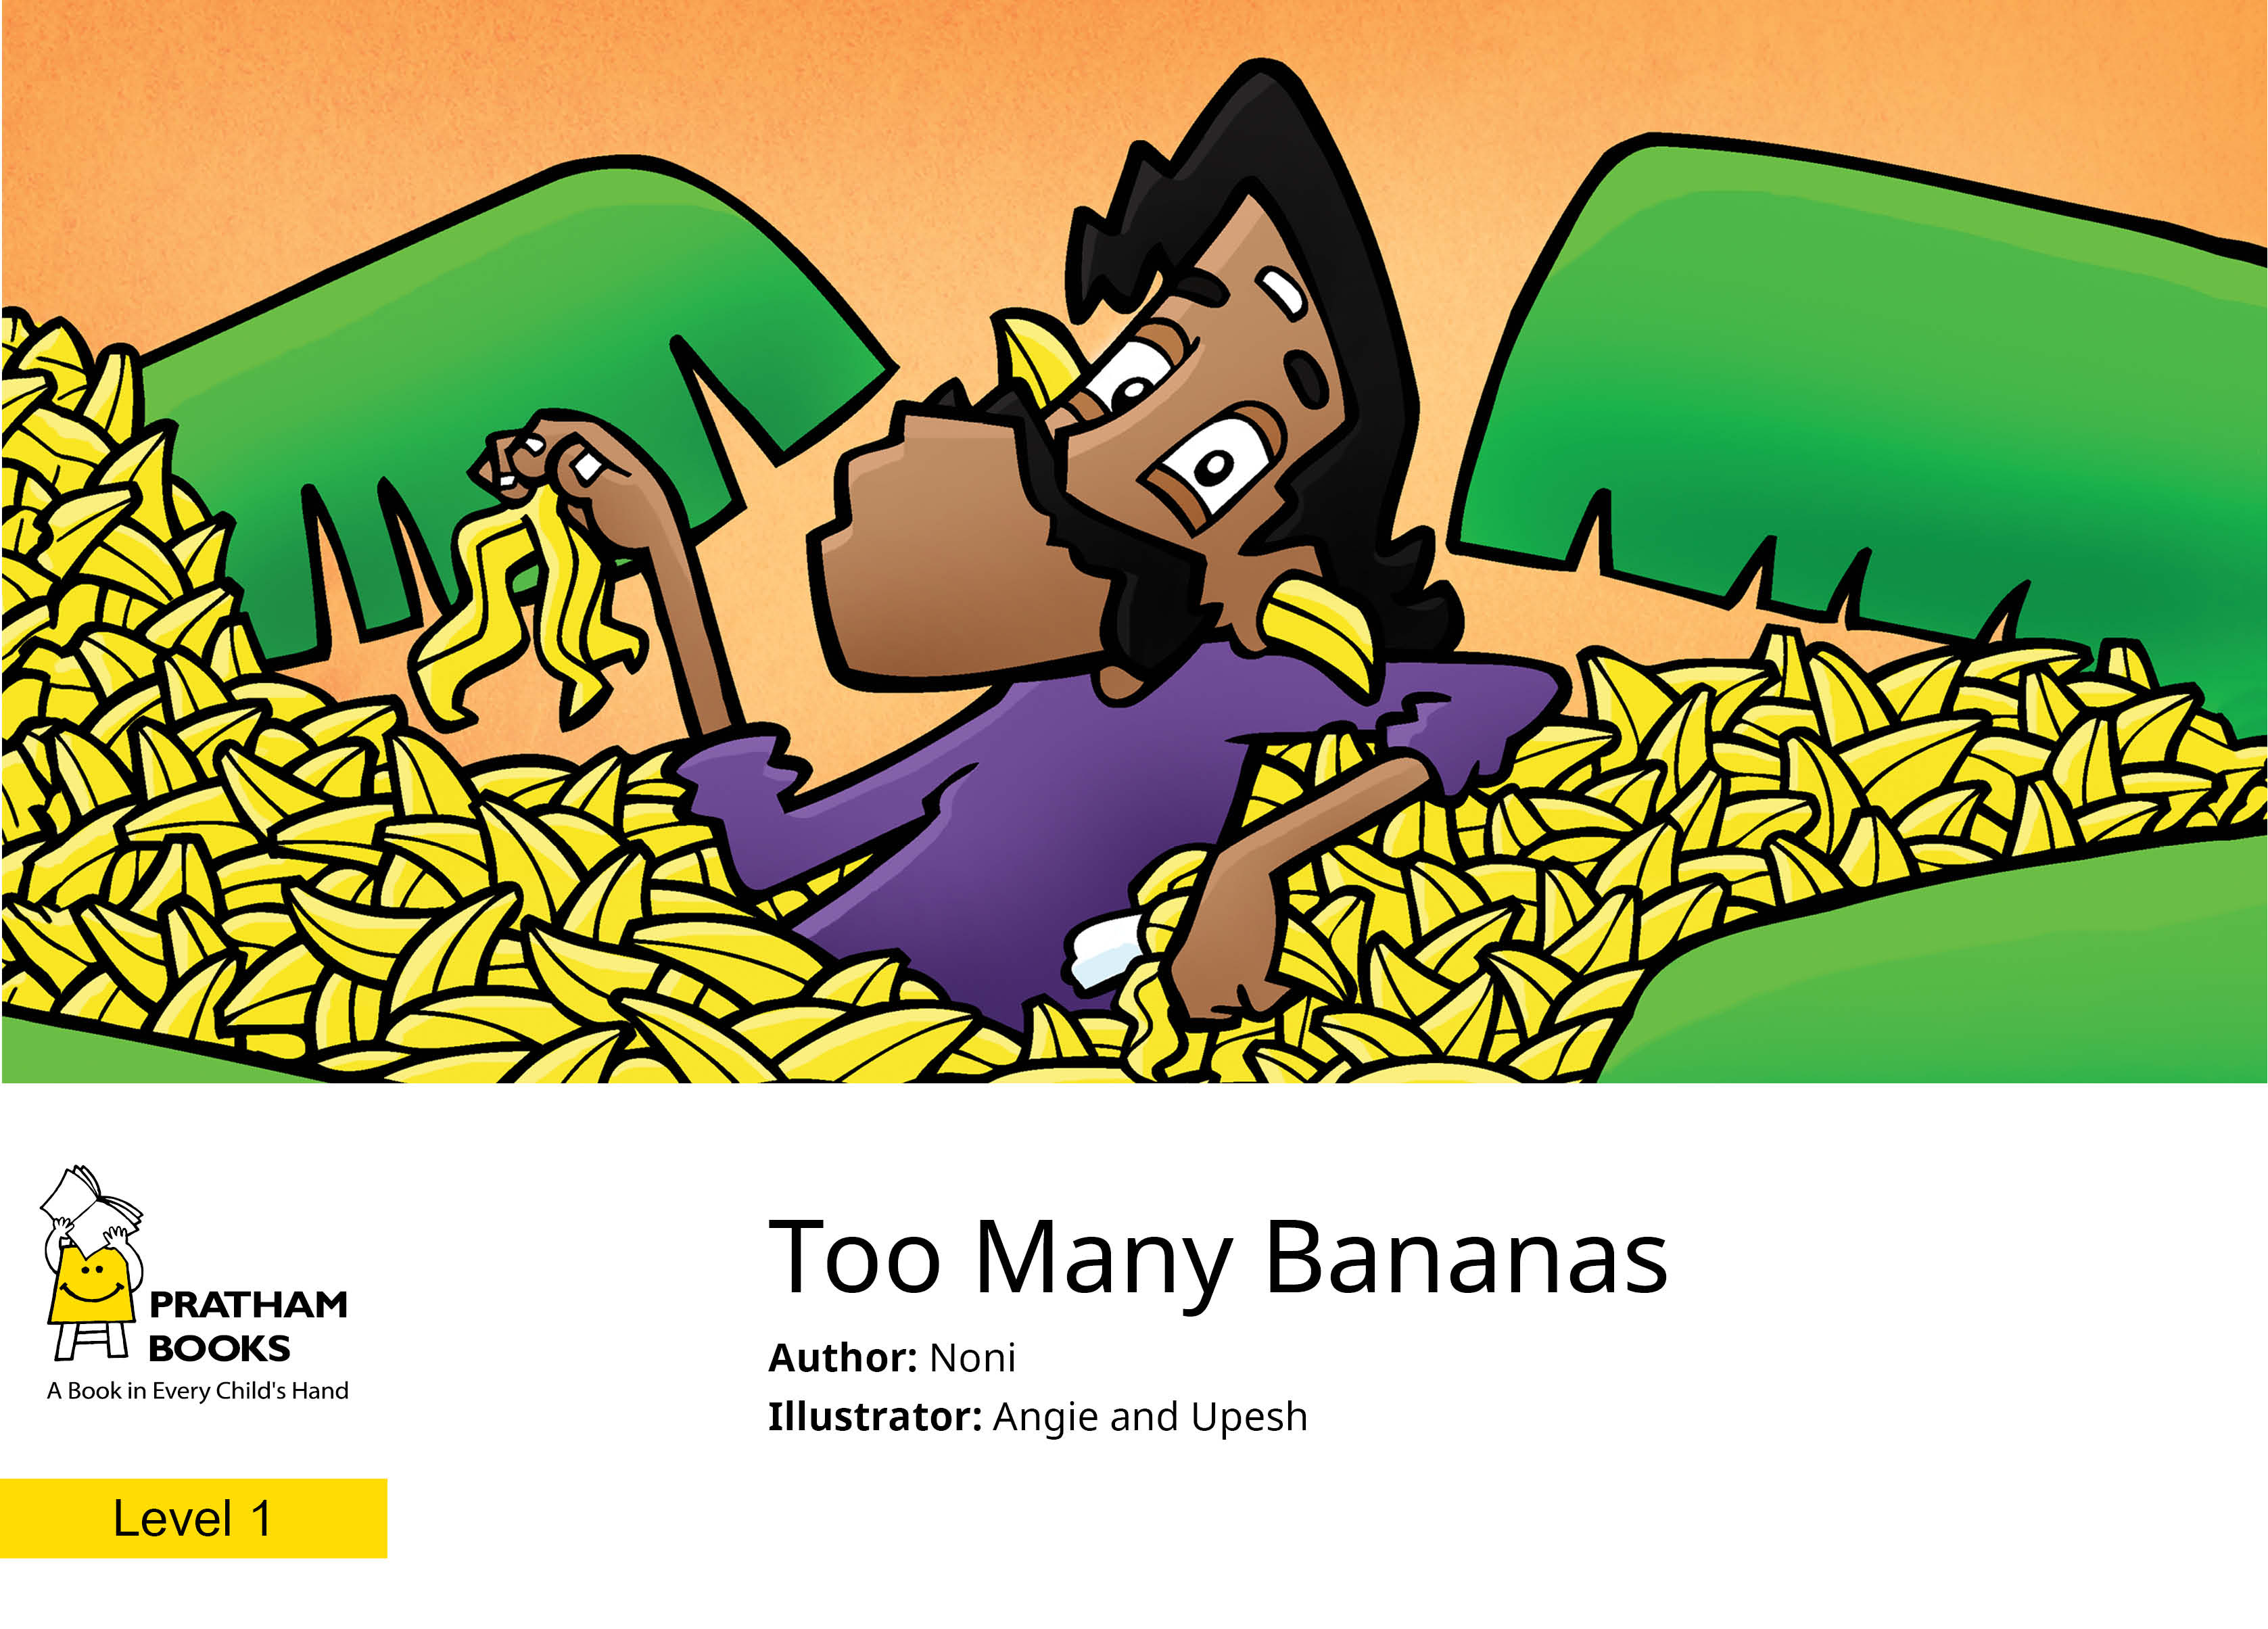 Too Many Bananas
Author: Noni
Illustrator: Angie and Upesh
PRATHAM
BOOKS
A Book in Every Child's Hand
Level 1